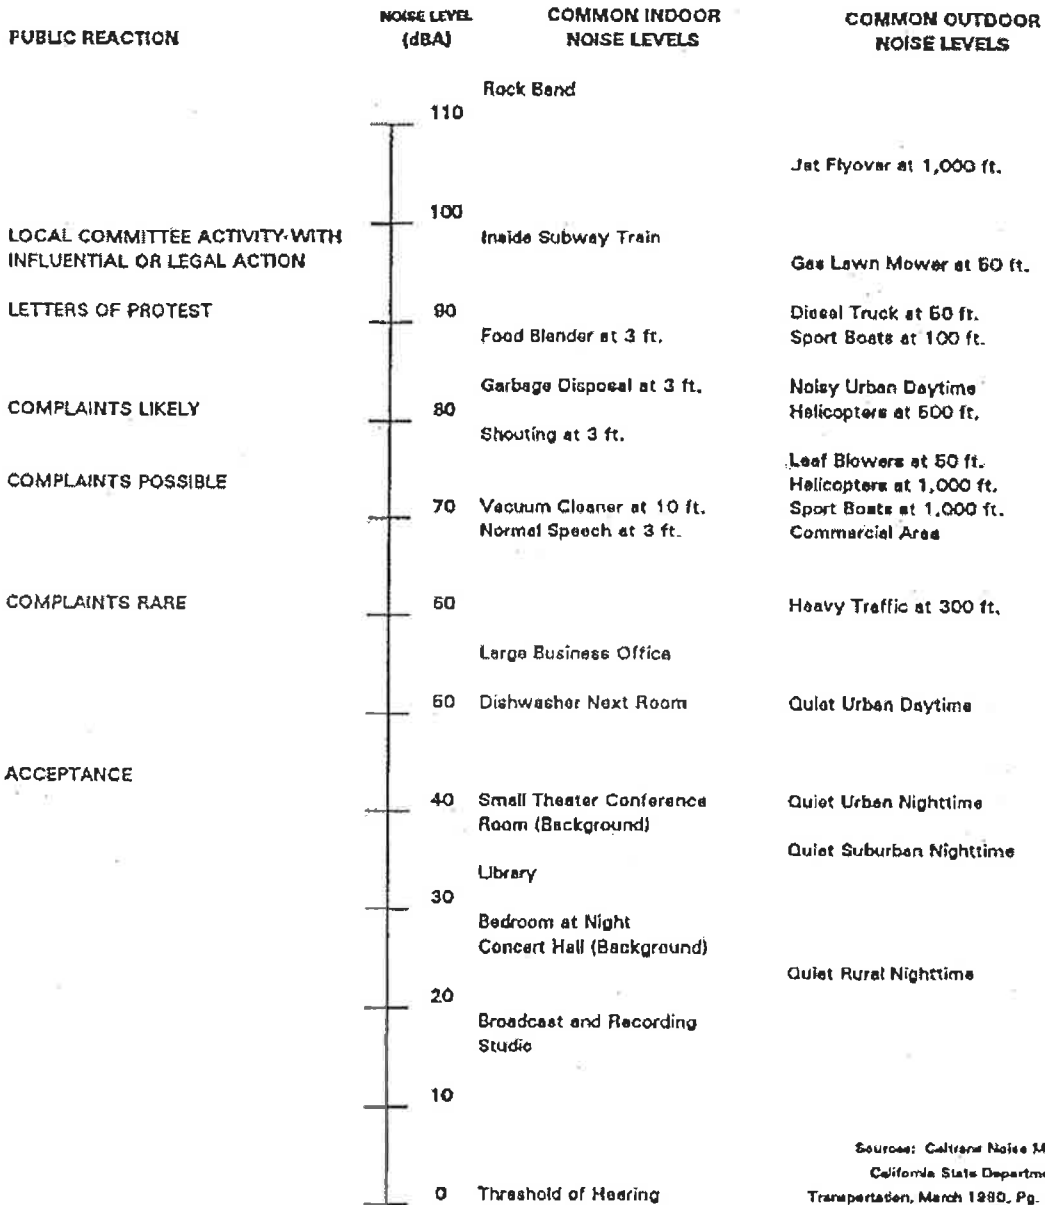 PUBLIC REACTION
NOISE LEVEL
(dBA)
COMMON INDOOR
NOISE LEVELS
COMMON OUTDOOR
NOISE LEVELS
Rock Band
110
Jet Flyover at 1,000 ft.
100
LOCAL COMMITTEE ACTIVITY WITH
INFLUENTIAL OR LEGAL ACTION
Inside Subway Train
Gas Lawn Mower at 50 ft.
LETTERS OF PROTEST
90
Diesel Truck at 50 ft.
Food Blender at 3 ft.
Sport Boats at 100 ft.
Garbage Disposal at 3 ft.
Noisy Urban Daytime
COMPLAINTS LIKELY
80
Helicopters at 500 ft.
Shouting at 3 ft.
Leaf Blowers at 50 ft.
COMPLAINTS POSSIBLE
Helicopters at 1,000 ft.
70
Vacuum Cleaner at 10 ft.
Sport Boats at 1,000 ft.
Normal Speech at 3 ft.
Commercial Area
COMPLAINTS RARE
60
Heavy Traffic at 300 ft.
Large Business Office
50
Dishwasher Next Room
Quiet Urban Daytime
ACCEPTANCE
40
Small Theater Conference
Room (Background)
Quiet Urban Nighttime
Quiet Suburban Nighttime
Library
30
Bedroom at Night
Concert Hall (Background)
Quiet Rural Nighttime
20
Broadcast and Recording
Studio
10
Sources: Caltrans Noise M
California State Departme
0
Threshold of Hearing
Transportation, March 1980, Pg.